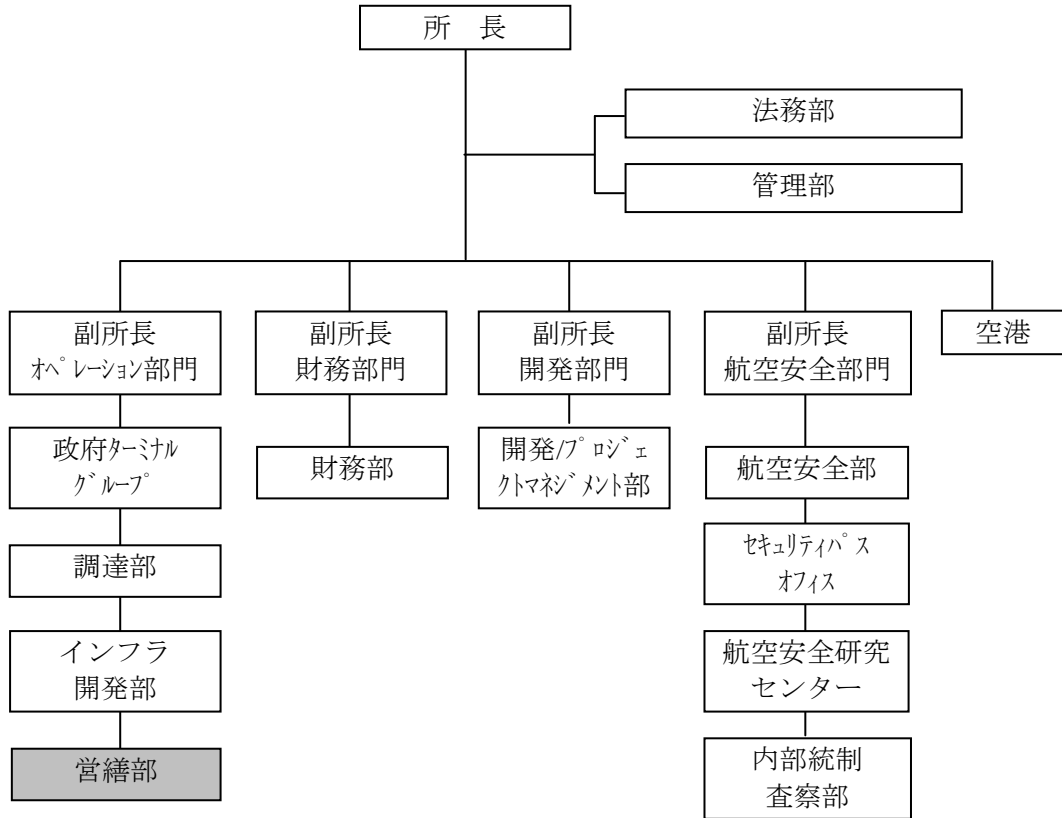 所　長
法務部
管理部
副所長
ｵﾍﾟﾚｰｼｮﾝ部門
副所長
財務部門
副所長
開発部門
副所長
航空安全部門
空港
政府ﾀｰﾐﾅﾙ
ｸﾞﾙｰﾌﾟ
財務部
開発/ﾌﾟﾛｼﾞｪ
ｸﾄﾏﾈｼﾞﾒﾝﾄ部
航空安全部
調達部
ｾｷｭﾘﾃｨﾊﾟｽ
ｵﾌｨｽ
インフラ
開発部
航空安全研究
センター
営繕部
内部統制
査察部